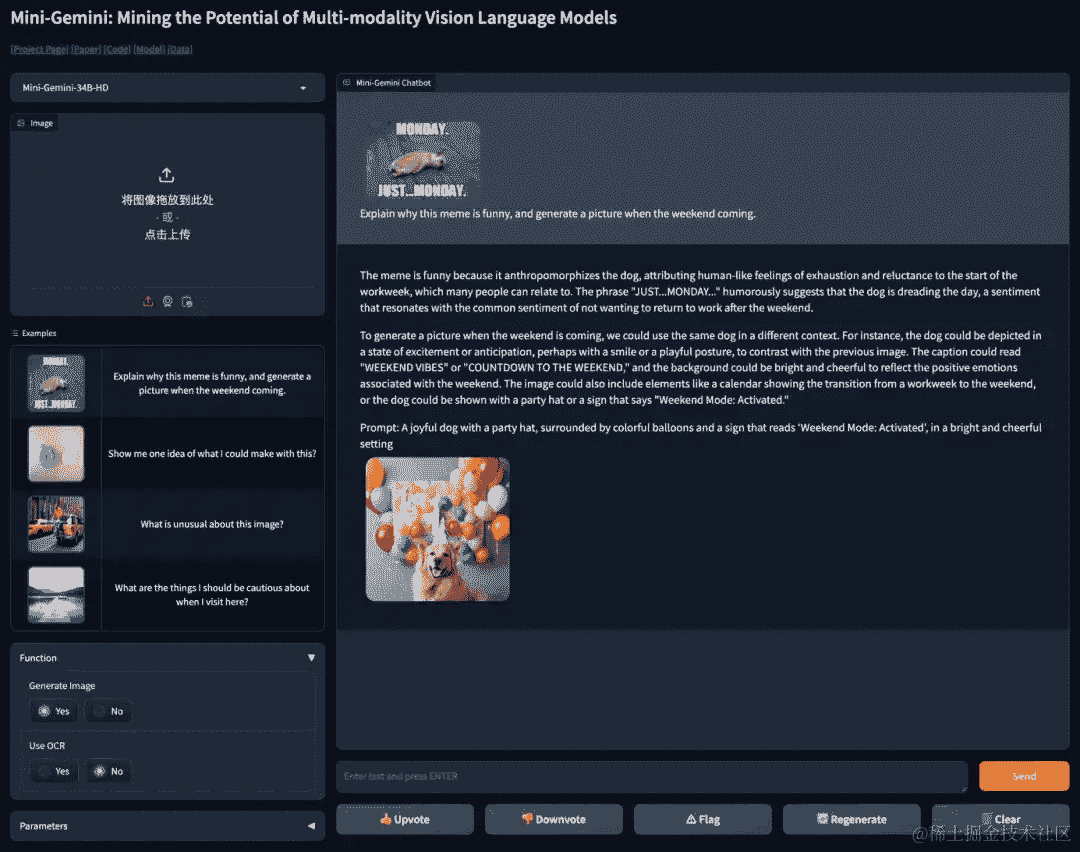 Mini-Gemini: Mining the Potential of Multi-modality Vision Language Models
[Project Page] [Paper] [Code] [Model] [Data]
Mini-Gemini-34B-HD
Image
将图像拖放到此处
- 或 -
点击上传
Examples
MONDAY.
JUST...MONDAY.
Explain why this meme is funny, and generate a
picture when the weekend coming.
Show me one idea of what I could make with this?
What is unusual about this image?
What are the things I should be cautious about
when I visit here?
Function
Generate Image
Yes
No
Use OCR
Yes
No
Parameters
Mini-Gemini Chatbot
MONDAY.
JUST...MONDAY.
Explain why this meme is funny, and generate a picture when the weekend coming.
The meme is funny because it anthropomorphizes the dog, attributing human-like feelings of exhaustion and reluctance to the start of the
workweek, which many people can relate to. The phrase "JUST...MONDAY..." humorously suggests that the dog is dreading the day, a sentiment
that resonates with the common sentiment of not wanting to return to work after the weekend.
To generate a picture when the weekend is coming, we could use the same dog in a different context. For instance, the dog could be depicted in
a state of excitement or anticipation, perhaps with a smile or a playful posture, to contrast with the previous image. The caption could read
"WEEKEND VIBES" or "COUNTDOWN TO THE WEEKEND," and the background could be bright and cheerful to reflect the positive emotions
associated with the weekend. The image could also include elements like a calendar showing the transition from a workweek to the weekend,
or the dog could be shown with a party hat or a sign that says "Weekend Mode: Activated."
Prompt: A joyful dog with a party hat, surrounded by colorful balloons and a sign that reads 'Weekend Mode: Activated', in a bright and cheerful
setting
Enter text and press ENTER
Send
Upvote
Downvote
Flag
Regenerate
Clear
@稀土掘金技术社区